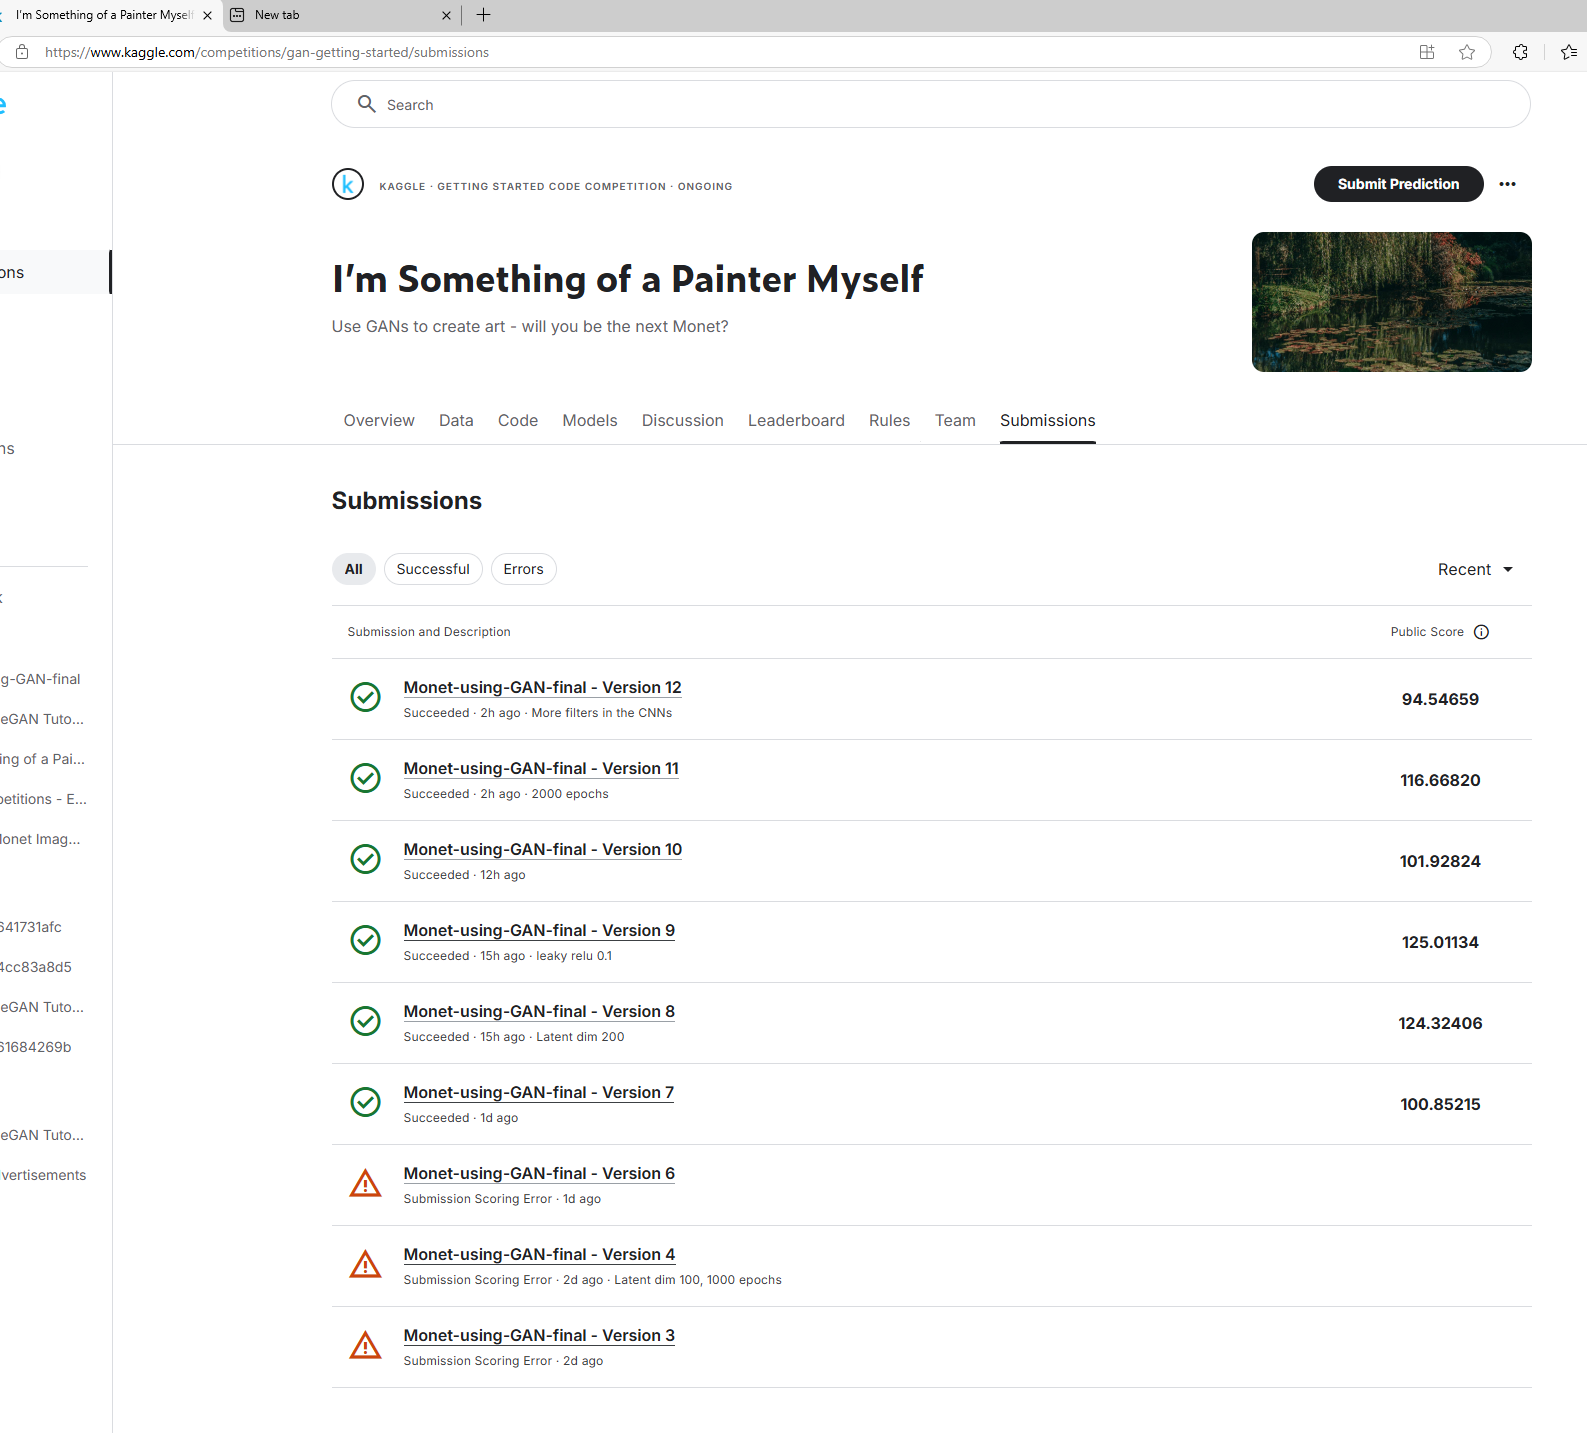 I'm Something of a Painter Mysel
New tab
https://www.kaggle.com/competitions/gan-getting-started/submissions
e
Search
k
KAGGLE · GETTING STARTED CODE COMPETITION · ONGOING
Submit Prediction
ons
I'm Something of a Painter Myself
Use GANs to create art - will you be the next Monet?
Overview
Data
Code
Models
Discussion
Leaderboard
Rules
Team
Submissions
ns
Submissions
All
Successful
Errors
Recent
k
Submission and Description
Public Score
g-GAN-final
eGAN Tuto...
ing of a Pai...
petitions - E...
Monet Imag...
641731afc
4cc83a8d5
eGAN Tuto...
61684269b
eGAN Tuto...
vertisements
Monet-using-GAN-final - Version 12
Succeeded · 2h ago · More filters in the CNNs
94.54659
Monet-using-GAN-final - Version 11
Succeeded · 2h ago · 2000 epochs
116.66820
Monet-using-GAN-final - Version 10
Succeeded · 12h ago
101.92824
Monet-using-GAN-final - Version 9
Succeeded · 15h ago · leaky relu 0.1
125.01134
Monet-using-GAN-final - Version 8
Succeeded · 15h ago · Latent dim 200
124.32406
Monet-using-GAN-final - Version 7
Succeeded · 1d ago
100.85215
Monet-using-GAN-final - Version 6
Submission Scoring Error · 1d ago
Monet-using-GAN-final - Version 4
Submission Scoring Error · 2d ago · Latent dim 100, 1000 epochs
Monet-using-GAN-final - Version 3
Submission Scoring Error · 2d ago